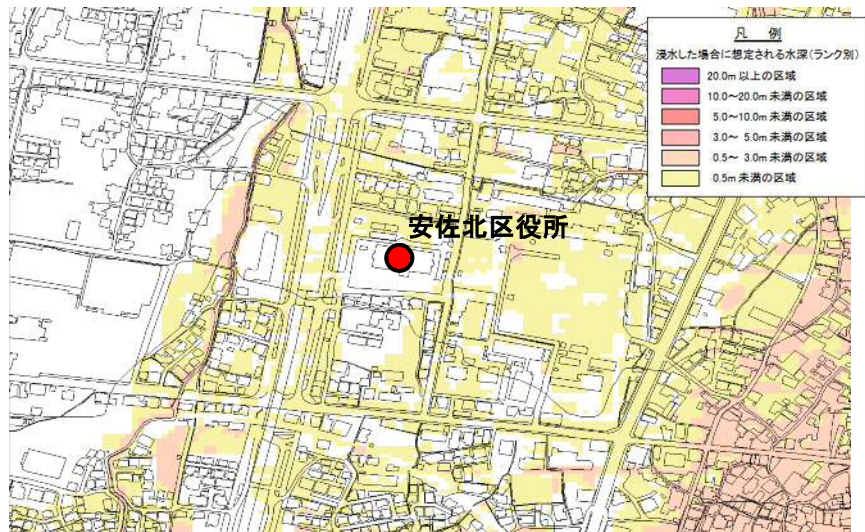 凡 例
浸水した場合に想定される水深(ランク別)
20.0m 以上の区域
10.0～20.0m 未満の区域
5.0～10.0m 未満の区域
3.0～ 5.0m 未満の区域
0.5～ 3.0m 未満の区域
0.5m 未満の区域
安佐北区役所